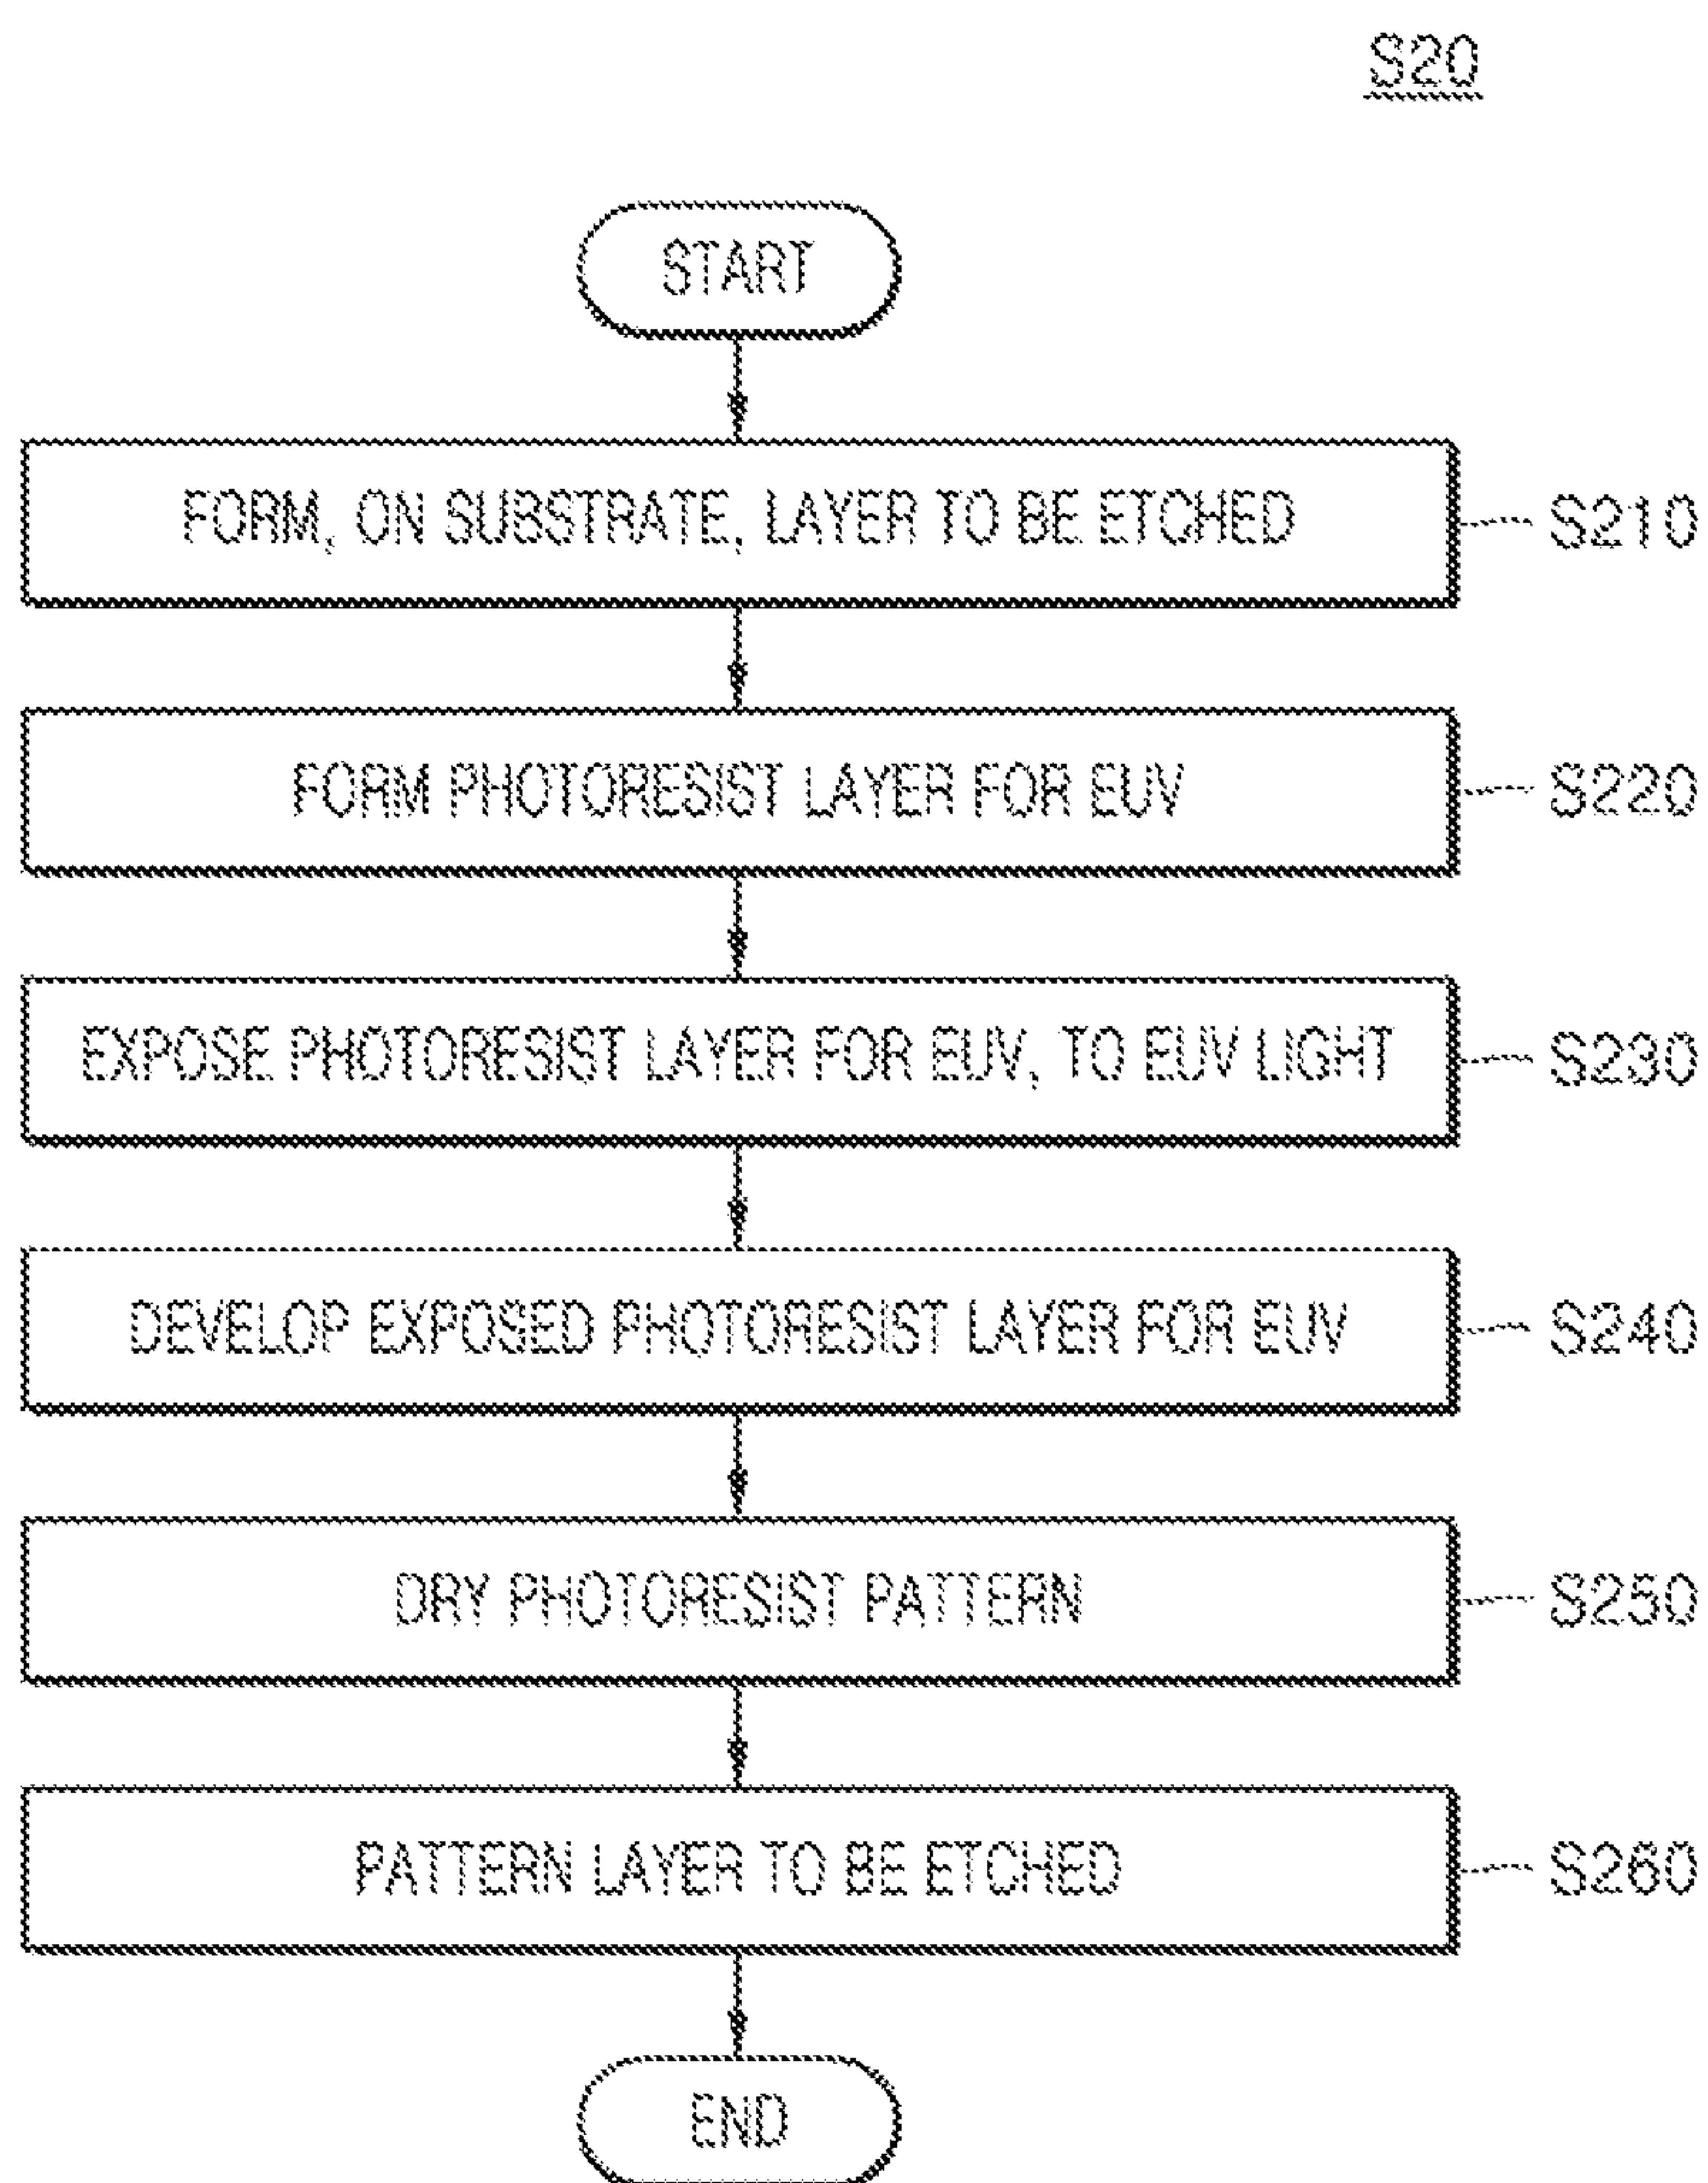 S20
START
FORM, ON SUBSTRATE, LAYER TO BE ETCHED
S210
FORM PHOTORESIST LAYER FOR EUV
S220
EXPOSE PHOTORESIST LAYER FOR EUV, TO EUV LIGHT
S230
DEVELOP EXPOSED PHOTORESIST LAYER FOR EUV
S240
DRY PHOTORESIST PATTERN
S250
PATTERN LAYER TO BE ETCHED
S260
END